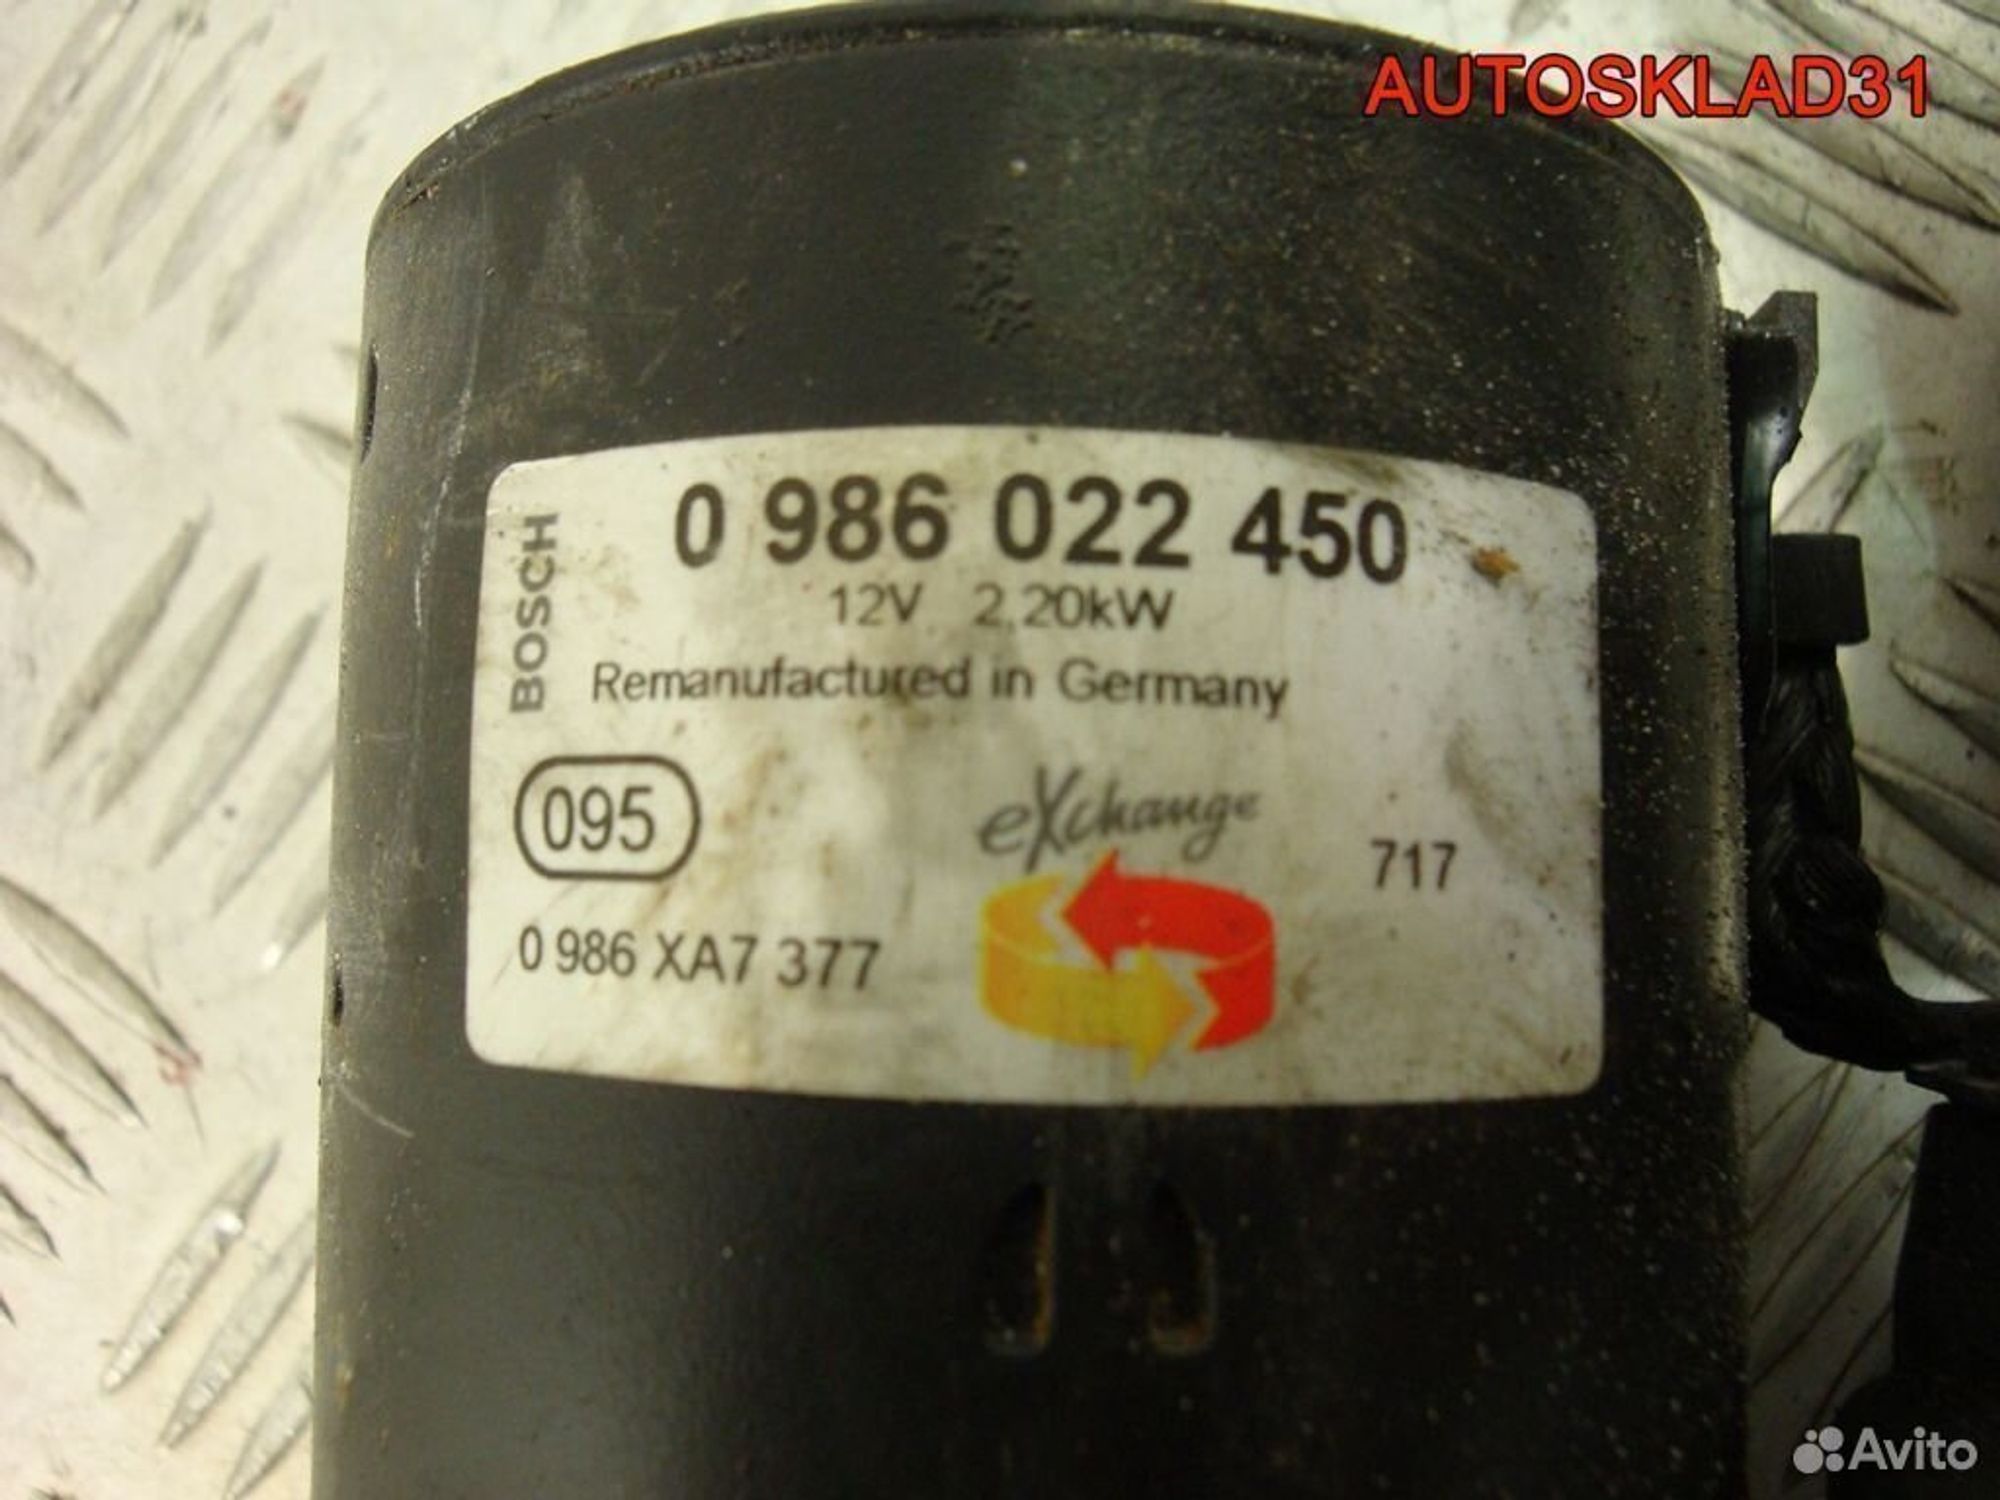 AUTOSKLAD31
0 986 022 450
12V 2,20kW
BOSCH
Remanufactured in Germany
095
eXchange
717
0 986 XA7 377
Avito